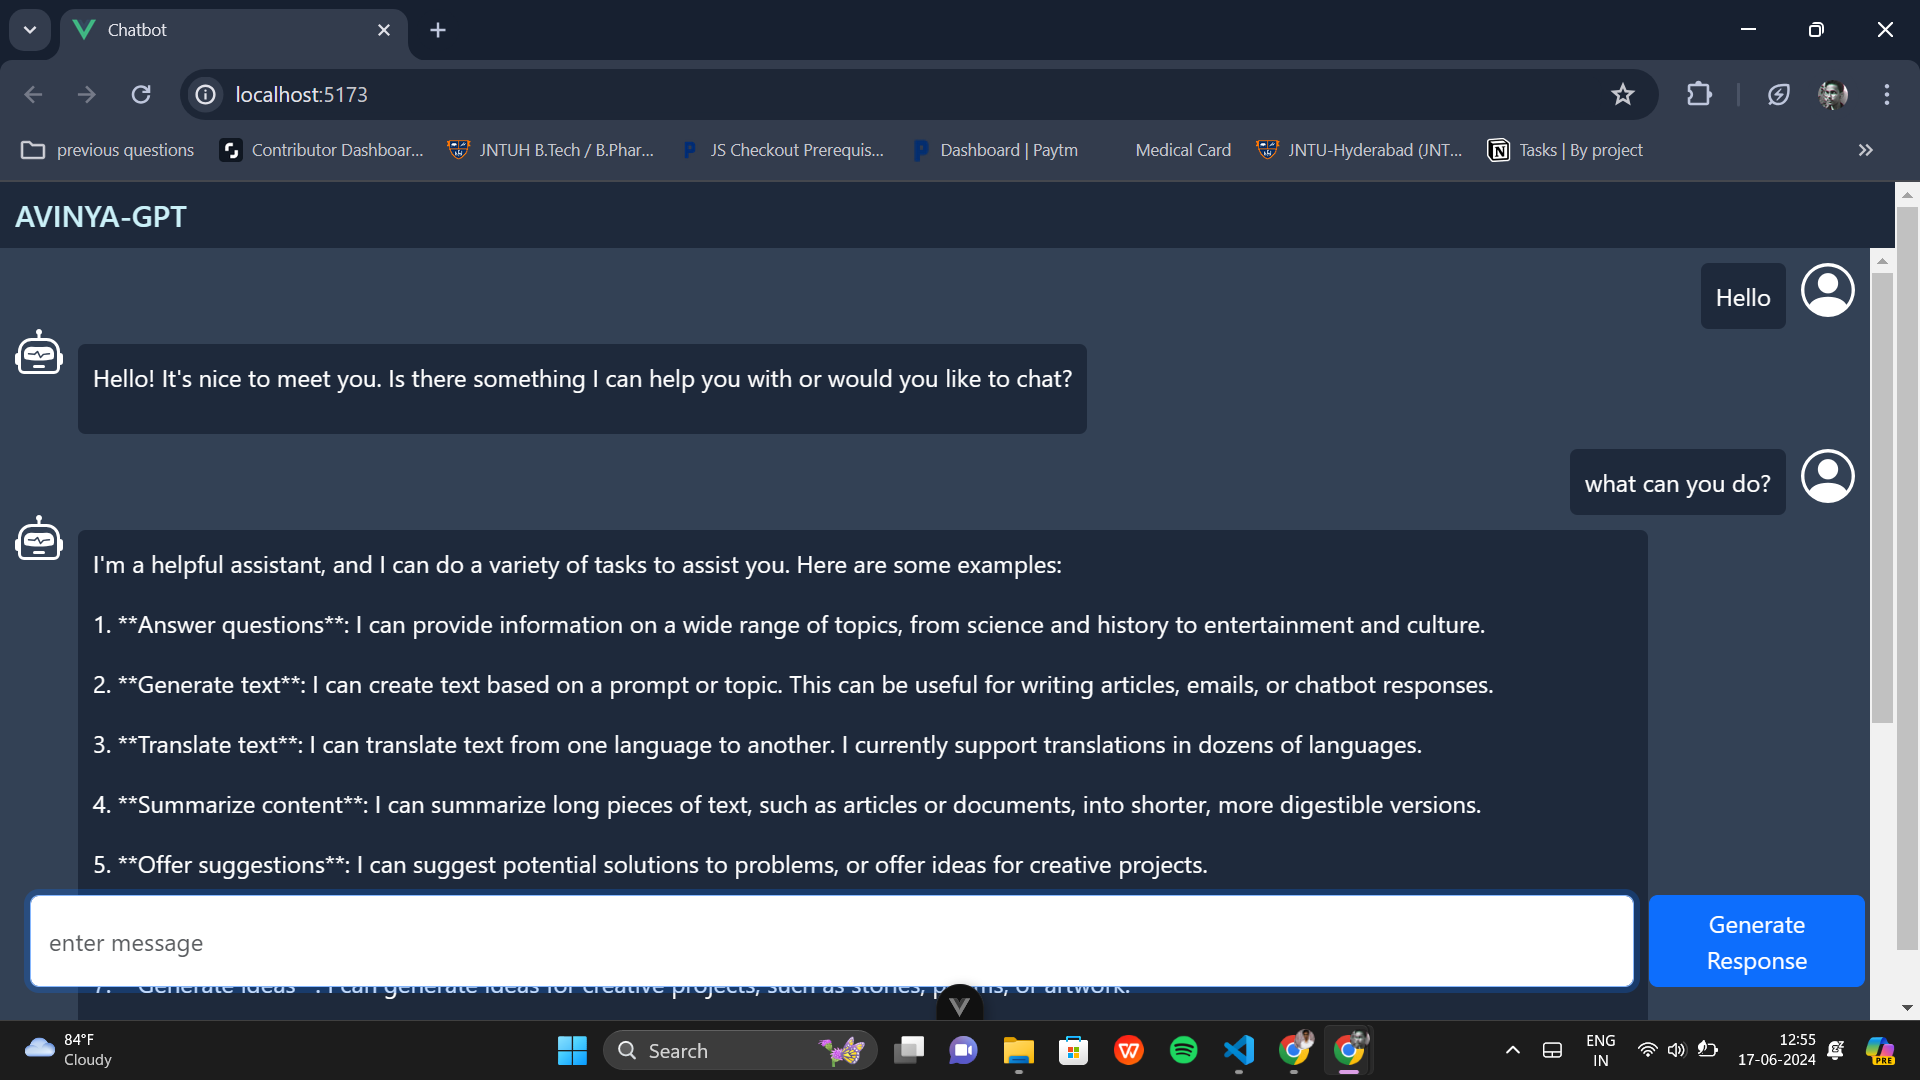 Chatbot
localhost:5173
previous questions
Contributor Dashboar...
JNTUH B.Tech / B.Phar...
JS Checkout Prerequis...
Dashboard | Paytm
Medical Card
JNTU-Hyderabad (JNT...
Tasks | By project
AVINYA-GPT
Hello
Hello! It's nice to meet you. Is there something I can help you with or would you like to chat?
what can you do?
I'm a helpful assistant, and I can do a variety of tasks to assist you. Here are some examples:
1. **Answer questions**: I can provide information on a wide range of topics, from science and history to entertainment and culture.
2. **Generate text**: I can create text based on a prompt or topic. This can be useful for writing articles, emails, or chatbot responses.
3. **Translate text**: I can translate text from one language to another. I currently support translations in dozens of languages.
4. **Summarize content**: I can summarize long pieces of text, such as articles or documents, into shorter, more digestible versions.
5. **Offer suggestions**: I can suggest potential solutions to problems, or offer ideas for creative projects.
enter message
Generate
Response
7. **Generate ideas**: I can generate ideas for creative projects, such as stories, or artwork.
84°F
Cloudy
Search
ENG
IN
12:55
17-06-2024
PRE